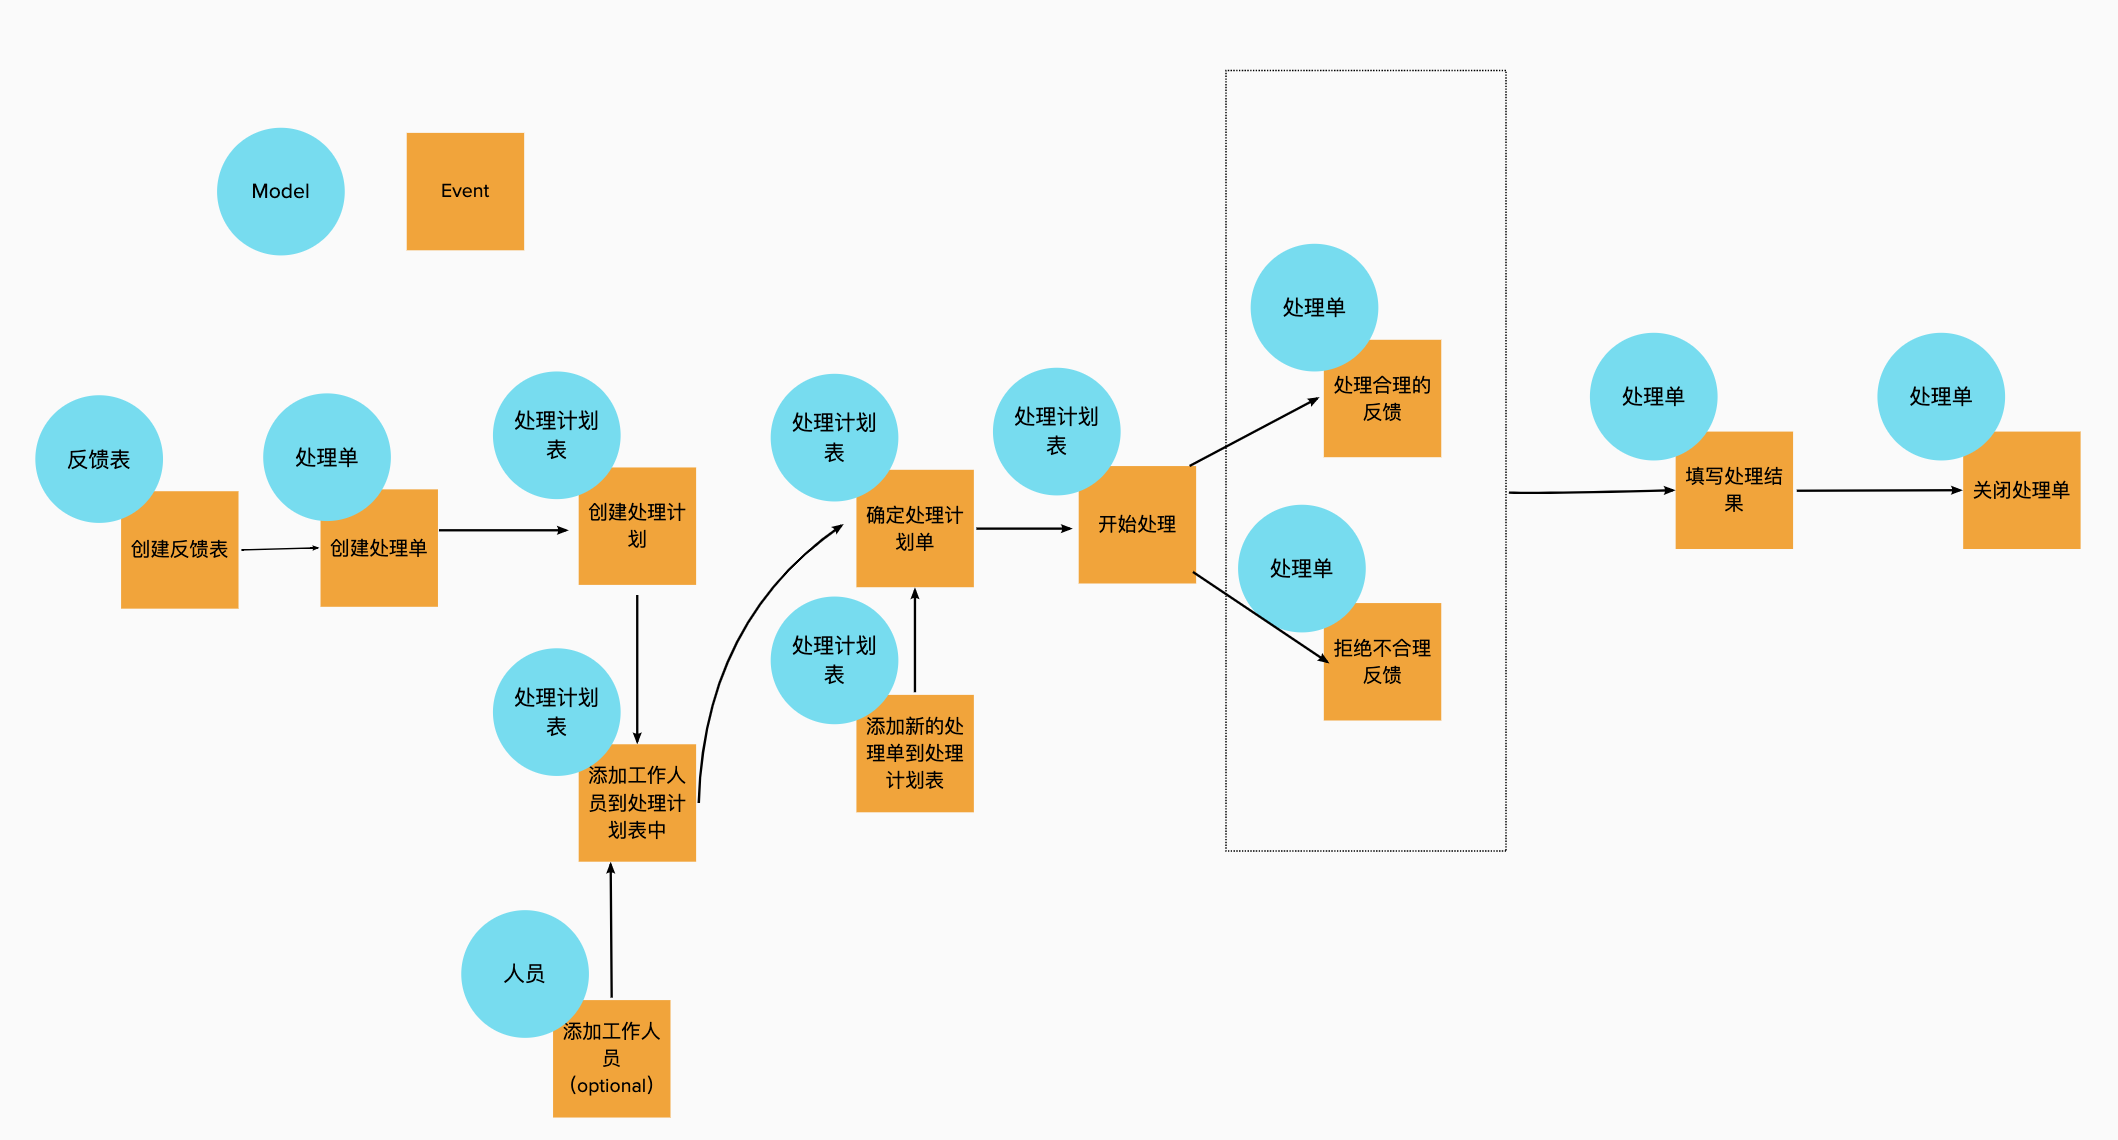 Model
Event
反馈表
创建反馈表
处理单
创建处理单
处理计划
表
创建处理计
划
处理计划
表
添加工作人
员到处理计
划表中
人员
添加工作人
员
（optional）
处理计划
表
确定处理计
划单
处理计划
表
添加新的处
理单到处理
计划表
处理计划
表
开始处理
处理单
处理合理的
反馈
处理单
拒绝不合理
反馈
处理单
填写处理结
果
处理单
关闭处理单